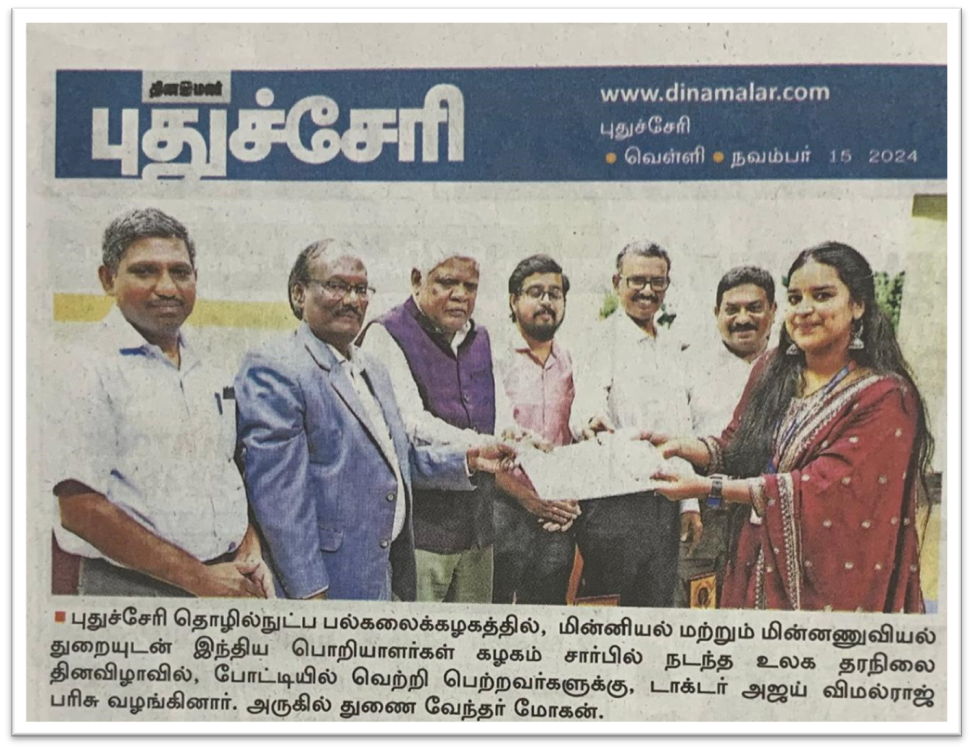 தினமலர்
புதுச்சேரி
www.dinamalar.com
புதுச்சேரி
• வெள்ளி • நவம்பர் 15 2024
▪ புதுச்சேரி தொழில்நுட்ப பல்கலைக்கழகத்தில், மின்னியல் மற்றும் மின்னணுவியல்
துறையுடன் இந்திய பொறியாளர்கள் கழகம் சார்பில் நடந்த உலக தரநிலை
தினவிழாவில், போட்டியில் வெற்றி பெற்றவர்களுக்கு, டாக்டர் அஜய் விமல்ராஜ்
பரிசு வழங்கினார். அருகில் துணை வேந்தர் மோகன்.